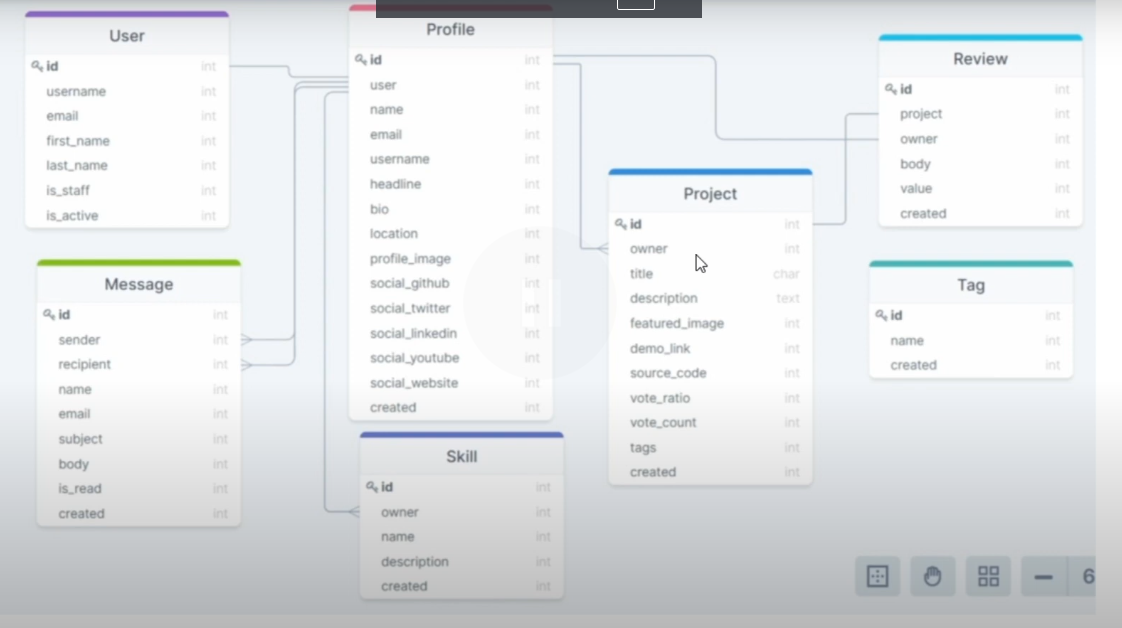 User
id int
username int
email int
first_name int
last_name int
is_staff int
is_active int
Message
id int
sender int
recipient int
name int
email int
subject int
body int
is_read int
created int
Profile
id int
user int
name int
email int
username int
headline int
bio int
location int
profile_image int
social_github int
social_twitter int
social_linkedin int
social_youtube int
social_website int
created int
Skill
id int
owner int
name int
description int
created int
Project
id int
owner int
title char
description text
featured_image int
demo_link int
source_code int
vote_ratio int
vote_count int
tags int
created int
Review
id int
project int
owner int
body int
value int
created int
Tag
id int
name int
created int
6